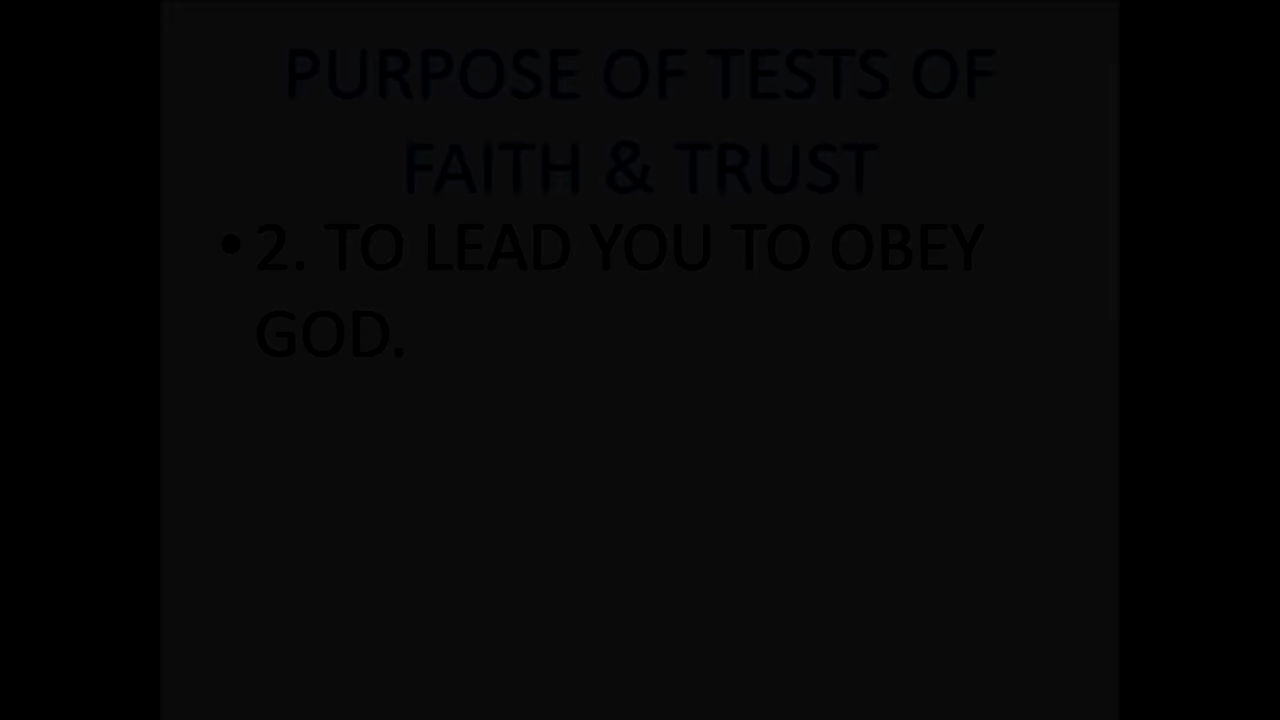 PURPOSE OF TESTS OF
FAITH & TRUST
• 2. TO LEAD YOU TO OBEY
GOD.